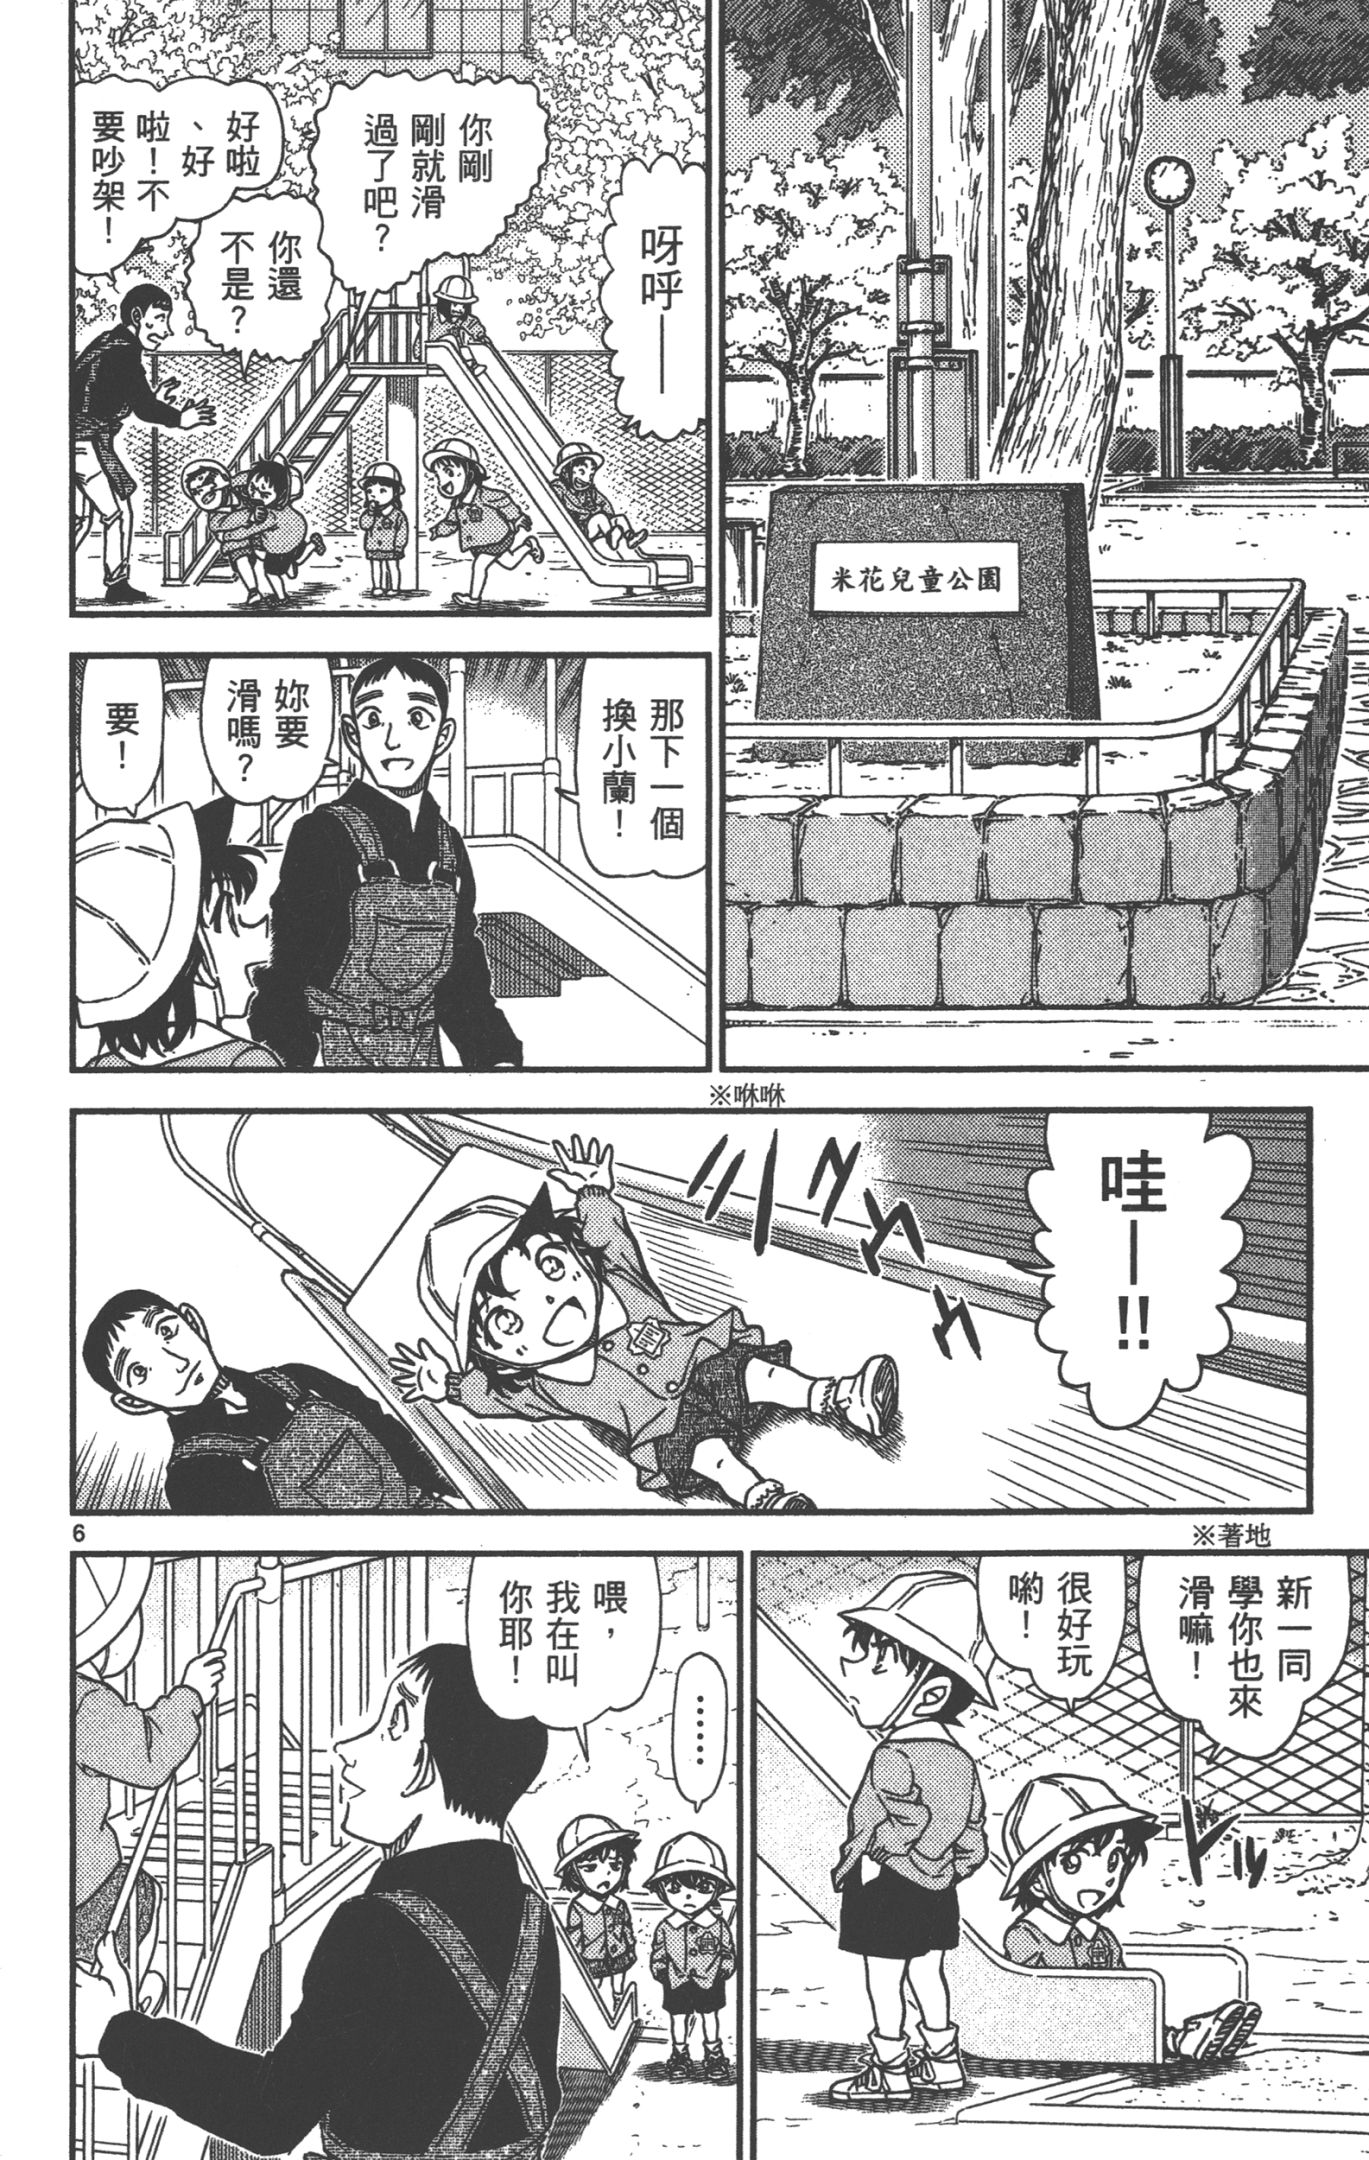 米花兒童公園
呀呼——
你剛
剛就滑
過了吧？
你還
不是？
好啦
、好
啦！不
要吵架！
那下一個
換小蘭！
妳要
滑嗎？
要！
※咻咻
哇—!!
※著地
新一同
學你也來
滑嘛！
很好玩
喲！
……
喂，
我在叫
你耶！
6